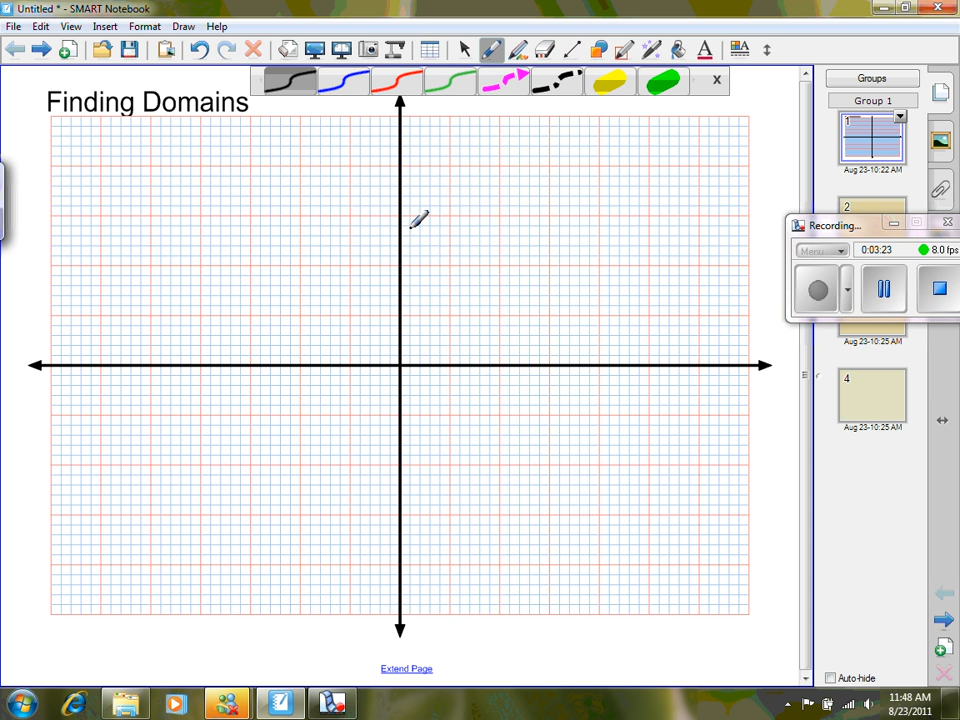 Untitled * - SMART Notebook
File Edit View Insert Format Draw Help
Finding Domains
Extend Page
Groups
Group 1
1
Aug 23-10:22 AM
2
Recording...
Menu
0:03:23
8.0 fps
Aug 23-10:25 AM
4
Aug 23-10:25 AM
Auto-hide
11:48 AM
8/23/2011